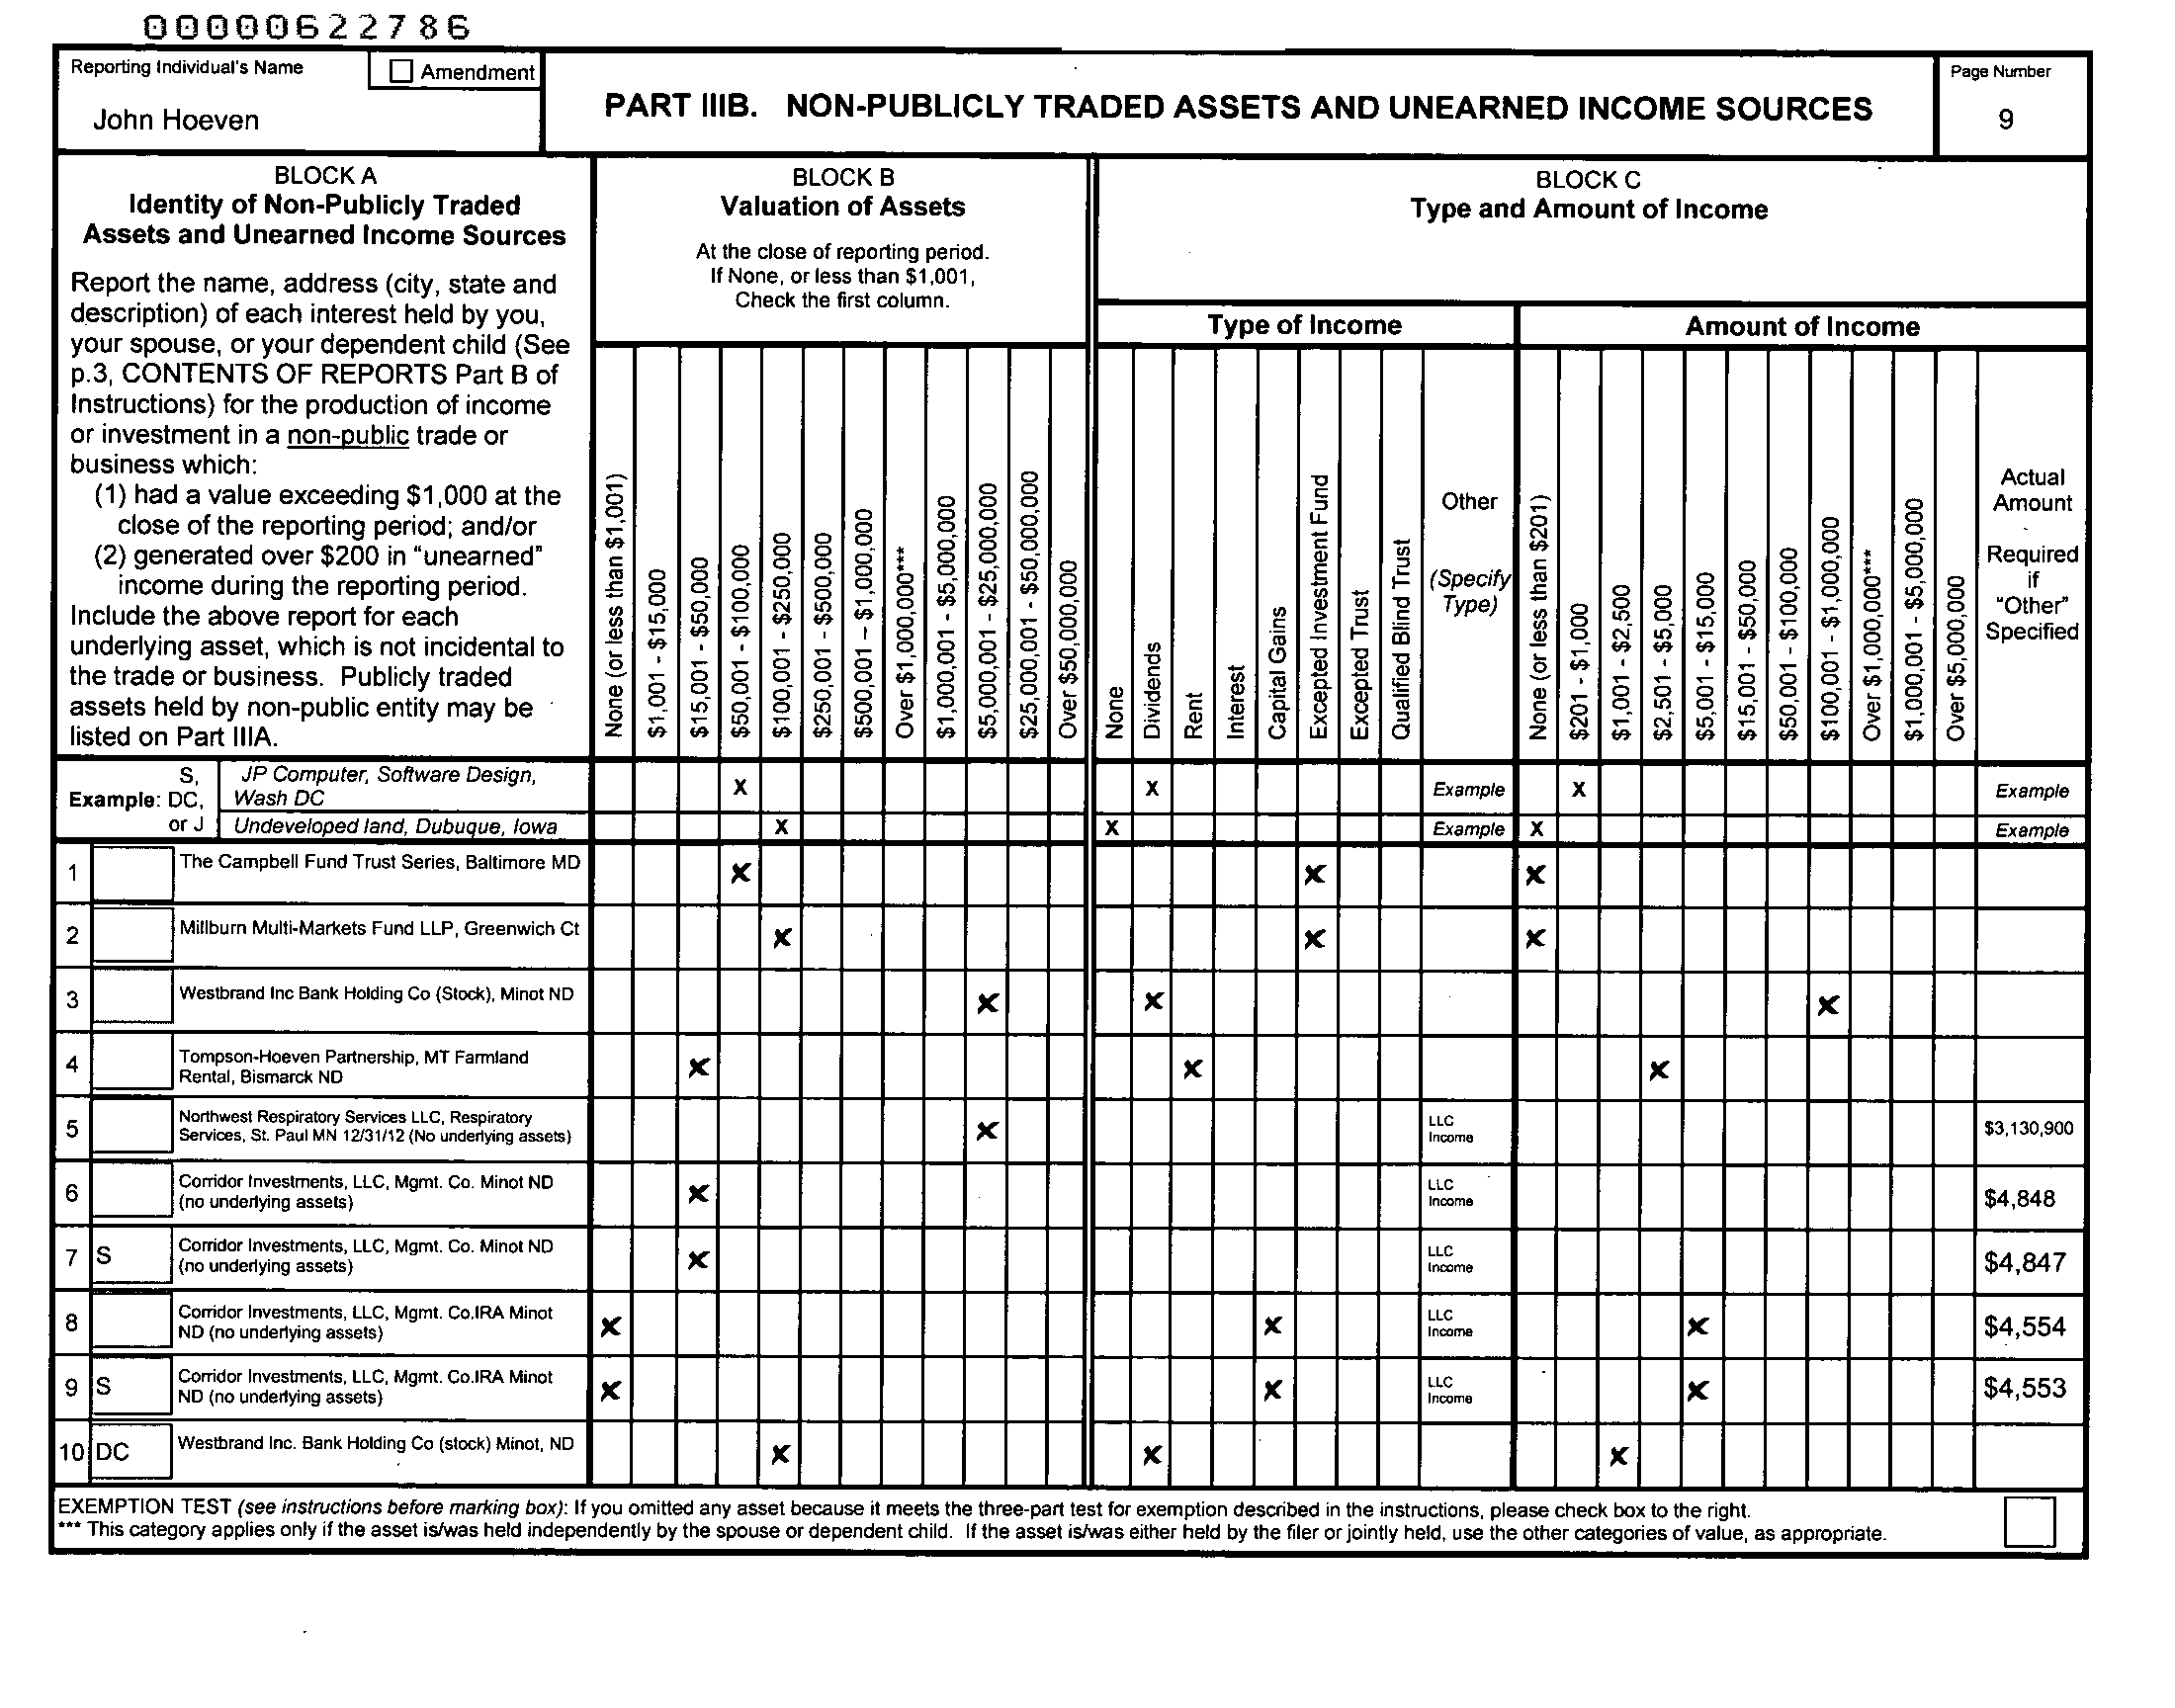 00000622786
Reporting Individual's Name
Amendment
John Hoeven
PART IIIB. NON-PUBLICLY TRADED ASSETS AND UNEARNED INCOME SOURCES
Page Number
9
BLOCK A
Identity of Non-Publicly Traded
Assets and Unearned Income Sources
Report the name, address (city, state and
description) of each interest held by you,
your spouse, or your dependent child (See
p.3, CONTENTS OF REPORTS Part B of
Instructions) for the production of income
or investment in a non-public trade or
business which:
(1) had a value exceeding $1,000 at the
close of the reporting period; and/or
(2) generated over $200 in "unearned"
income during the reporting period.
Include the above report for each
underlying asset, which is not incidental to
the trade or business. Publicly traded
assets held by non-public entity may be
listed on Part IIIA.
BLOCK B
Valuation of Assets
At the close of reporting period.
If None, or less than $1,001,
Check the first column.
None (or less than $1,001)
$1,001 - $15,000
$15,001 - $50,000
$50,001 - $100,000
$100,001 - $250,000
$250,001 - $500,000
$500,001 – $1,000,000
Over $1,000,000***
$1,000,001 - $5,000,000
$5,000,001 - $25,000,000
$25,000,001 - $50,000,000
Over $50,000,000
BLOCK C
Type and Amount of Income
Type of Income
None
Dividends
Rent
Interest
Capital Gains
Excepted Investment Fund
Excepted Trust
Qualified Blind Trust
Other
(Specify
Type)
Amount of Income
None (or less than $201)
$201 - $1,000
$1,001 - $2,500
$2,501 - $5,000
$5,001 - $15,000
$15,001 - $50,000
$50,001 - $100,000
$100,001 - $1,000,000
Over $1,000,000***
$1,000,001 - $5,000,000
Over $5,000,000
Actual
Amount
Required
if
"Other"
Specified
Example: S,
DC,
or J
JP Computer, Software Design,
Wash DC
X X Example X Example
Undeveloped land, Dubuque, Iowa X X Example X Example
1 The Campbell Fund Trust Series, Baltimore MD X X X
2 Millburn Multi-Markets Fund LLP, Greenwich Ct X X X
3 Westbrand Inc Bank Holding Co (Stock), Minot ND X X X
4 Tompson-Hoeven Partnership, MT Farmland
Rental, Bismarck ND X X X
5 Northwest Respiratory Services LLC, Respiratory
Services, St. Paul MN 12/31/12 (No underlying assets) X LLC
Income $3,130,900
6 Corridor Investments, LLC, Mgmt. Co. Minot ND
(no underlying assets) X LLC
Income $4,848
7 S Corridor Investments, LLC, Mgmt. Co. Minot ND
(no underlying assets) X LLC
Income $4,847
8 Corridor Investments, LLC, Mgmt. Co.IRA Minot
ND (no underlying assets) X X LLC
Income X $4,554
9 S Corridor Investments, LLC, Mgmt. Co.IRA Minot
ND (no underlying assets) X X LLC
Income X $4,553
10 DC Westbrand Inc. Bank Holding Co (stock) Minot, ND X X X
EXEMPTION TEST (see instructions before marking box): If you omitted any asset because it meets the three-part test for exemption described in the instructions, please check box to the right.
*** This category applies only if the asset is/was held independently by the spouse or dependent child. If the asset is/was either held by the filer or jointly held, use the other categories of value, as appropriate.